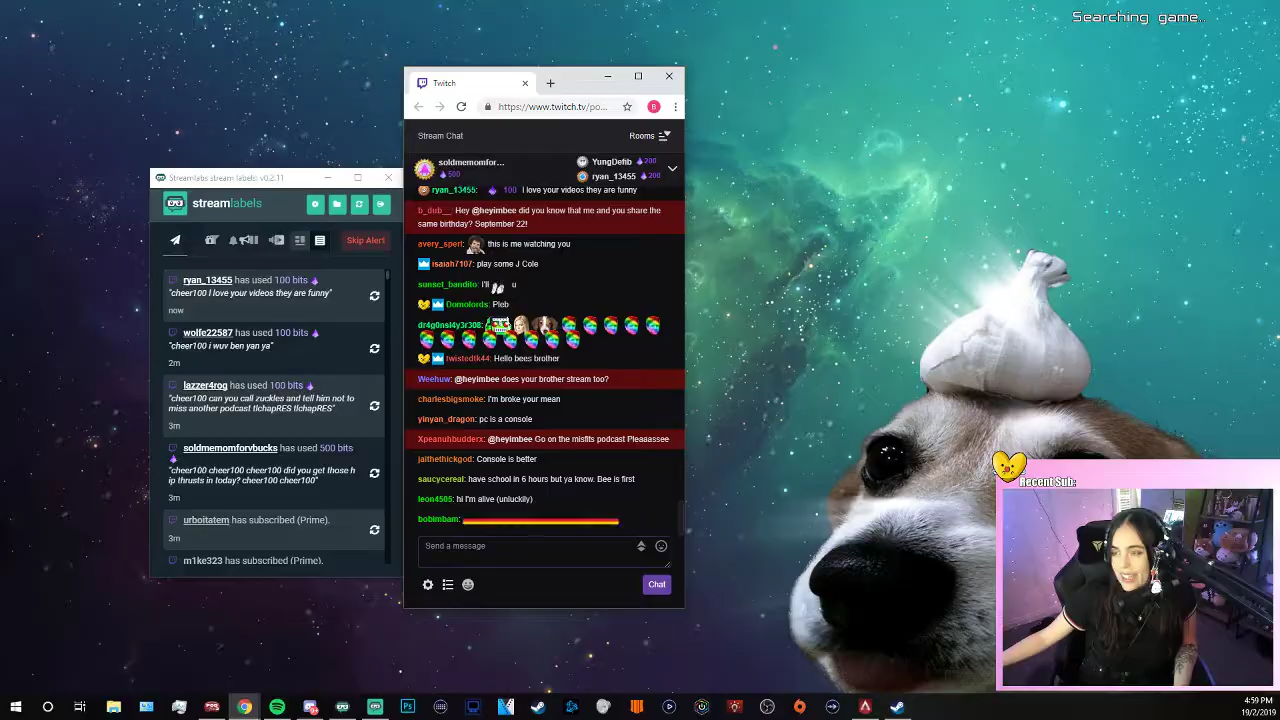 Searching game...
Twitch
https://www.twitch.tv/po...
B
Stream Chat
Rooms
soldmemomfor...
500
YungDefib 200
ryan_13455 200
ryan_13455: 100 I love your videos they are funny
b_dub__: Hey @heyimbee did you know that me and you share the
same birthday? September 22!
avery_sperl: this is me watching you
isaiah7107: play some J Cole
sunset_bandito: I'll u
Domolords: Pleb
dr4g0nsl4y3r308:
twistedtk44: Hello bees brother
Weehuw: @heyimbee does your brother stream too?
charlesbigsmoke: i'm broke your mean
yinyan_dragon: pc is a console
Xpeanuhbudderx: @heyimbee Go on the misfits podcast Pleaaassee
jaithethickgod: Console is better
saucycereal: have school in 6 hours but ya know. Bee is first
leon4505: hi I'm alive (unluckily)
bobimbam:
Send a message
Chat
Streamlabs stream labels: v0.2.11
streamlabels
Skip Alert
ryan_13455 has used 100 bits
"cheer100 I love your videos they are funny"
now
wolfe22587 has used 100 bits
"cheer100 i wuv ben yan ya"
2m
lazzer4rog has used 100 bits
"cheer100 can you call zuckles and tell him not to
miss another podcast tlchapRES tlchapRES"
3m
soldmemomforvbucks has used 500 bits
"cheer100 cheer100 cheer100 did you get those h
ip thrusts in today? cheer100 cheer100"
3m
urboitatem has subscribed (Prime).
3m
m1ke323 has subscribed (Prime).
Recent Sub:
4:59 PM
19/2/2019